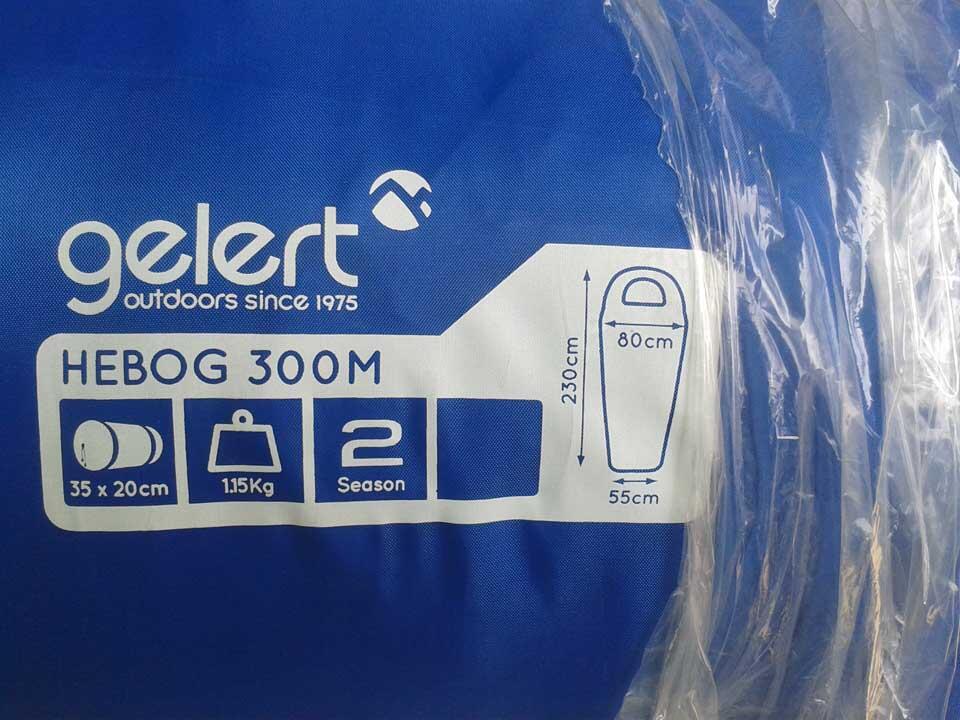 gelert
outdoors since 1975
HEBOG 300M
35 x 20cm
1.15Kg
2
Season
230cm
80cm
55cm